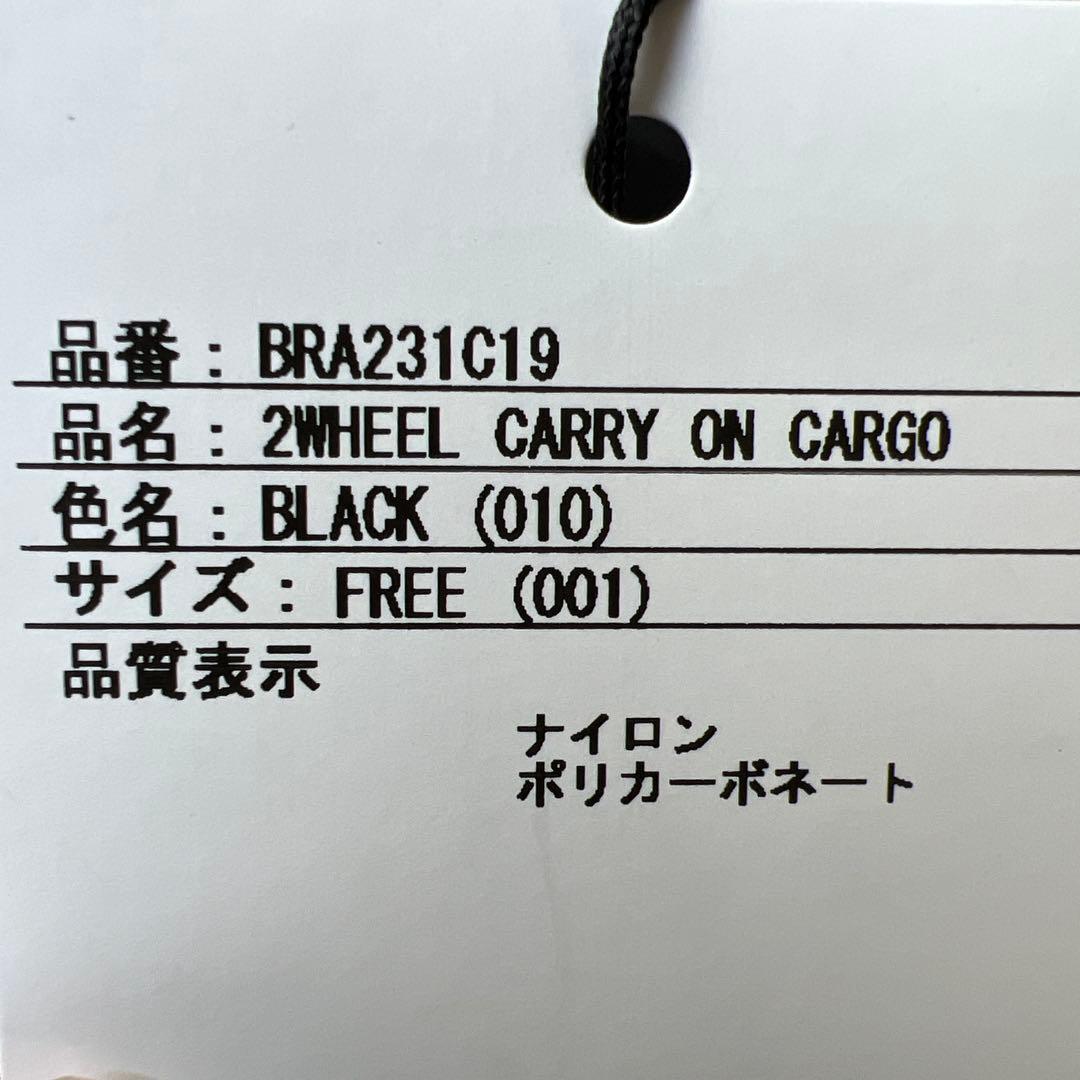 品番：BRA231C19
品名：2WHEEL CARRY ON CARGO
色名：BLACK (010)
サイズ：FREE (001)
品質表示
ナイロン
ポリカーボネート